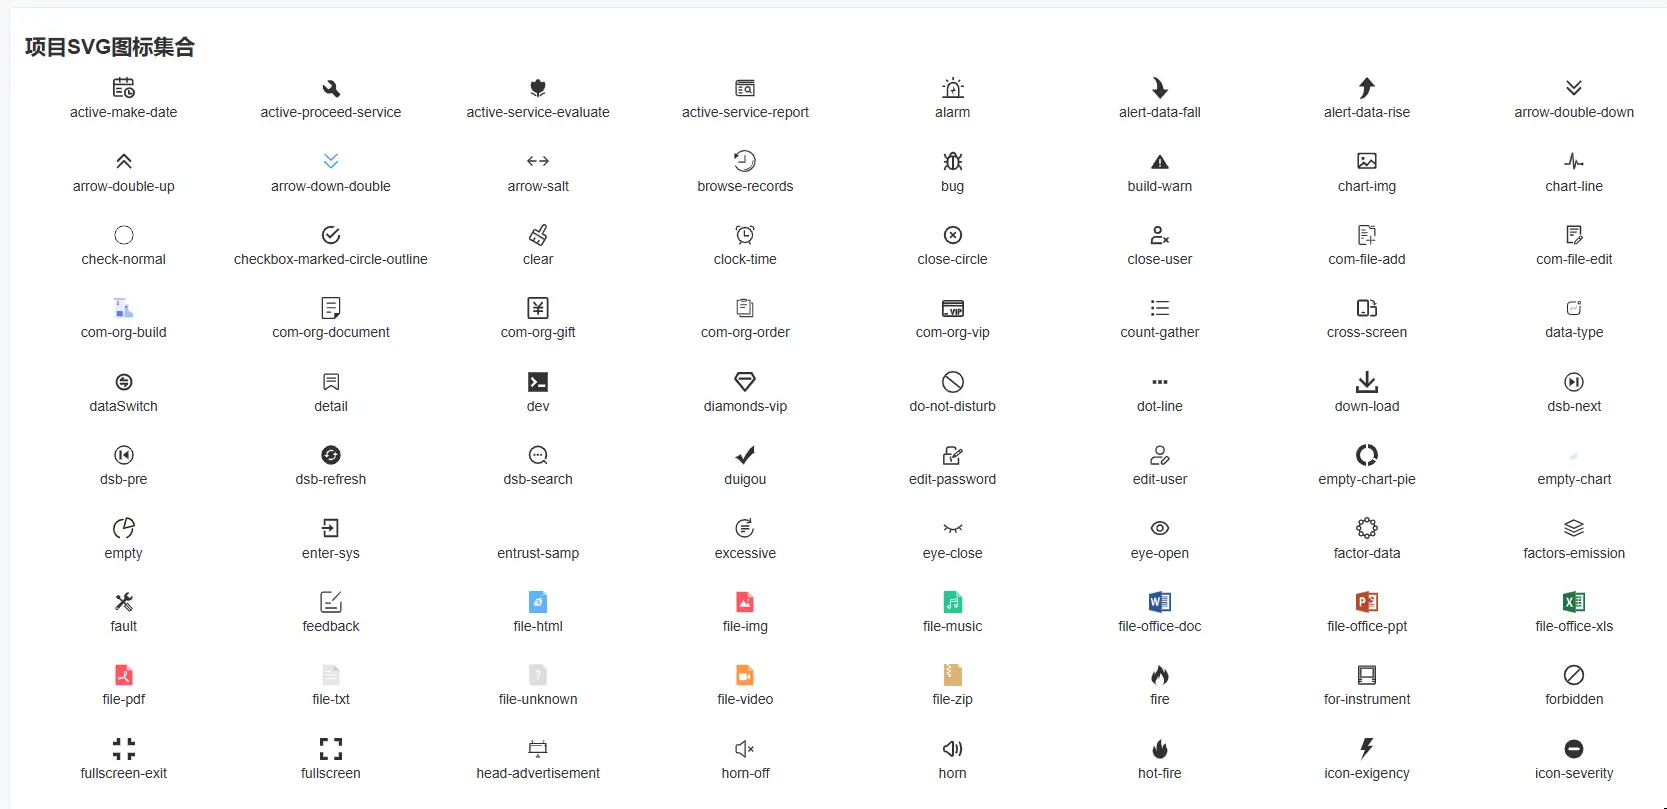 项目SVG图标集合
active-make-date active-proceed-service active-service-evaluate active-service-report alarm alert-data-fall alert-data-rise arrow-double-down
arrow-double-up arrow-down-double arrow-salt browse-records bug build-warn chart-img chart-line
check-normal checkbox-marked-circle-outline clear clock-time close-circle close-user com-file-add com-file-edit
¥ VIP
com-org-build com-org-document com-org-gift com-org-order com-org-vip count-gather cross-screen data-type
dataSwitch detail dev diamonds-vip do-not-disturb dot-line down-load dsb-next
dsb-pre dsb-refresh dsb-search duigou edit-password edit-user empty-chart-pie empty-chart
empty enter-sys entrust-samp excessive eye-close eye-open factor-data factors-emission
W P X
fault feedback file-html file-img file-music file-office-doc file-office-ppt file-office-xls
?
file-pdf file-txt file-unknown file-video file-zip fire for-instrument forbidden
fullscreen-exit fullscreen head-advertisement horn-off horn hot-fire icon-exigency icon-severity